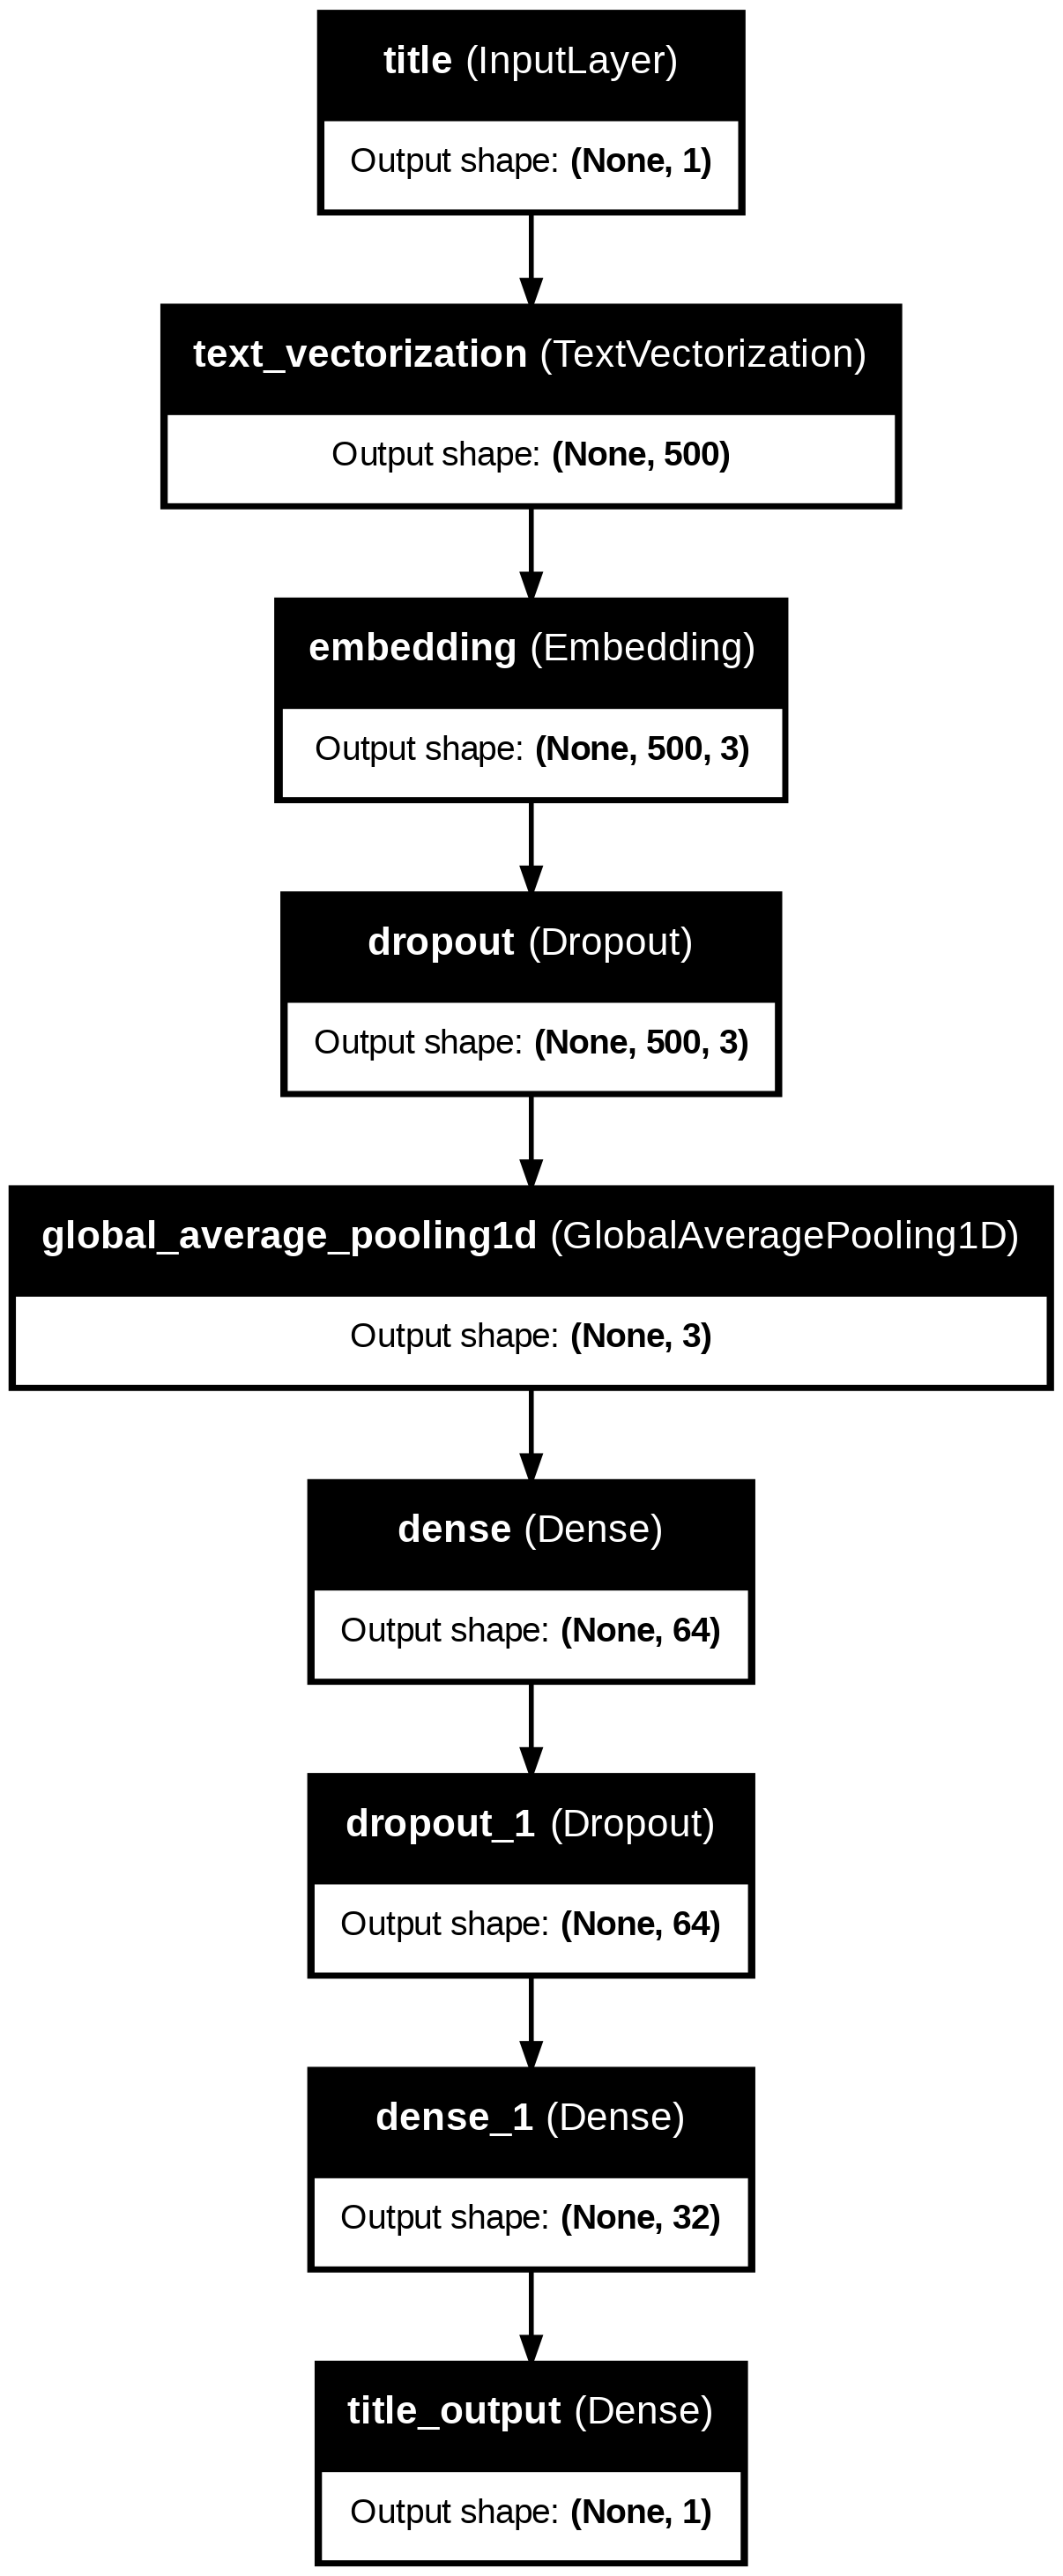 title (InputLayer)
Output shape: (None, 1)
text_vectorization (TextVectorization)
Output shape: (None, 500)
embedding (Embedding)
Output shape: (None, 500, 3)
dropout (Dropout)
Output shape: (None, 500, 3)
global_average_pooling1d (GlobalAveragePooling1D)
Output shape: (None, 3)
dense (Dense)
Output shape: (None, 64)
dropout_1 (Dropout)
Output shape: (None, 64)
dense_1 (Dense)
Output shape: (None, 32)
title_output (Dense)
Output shape: (None, 1)